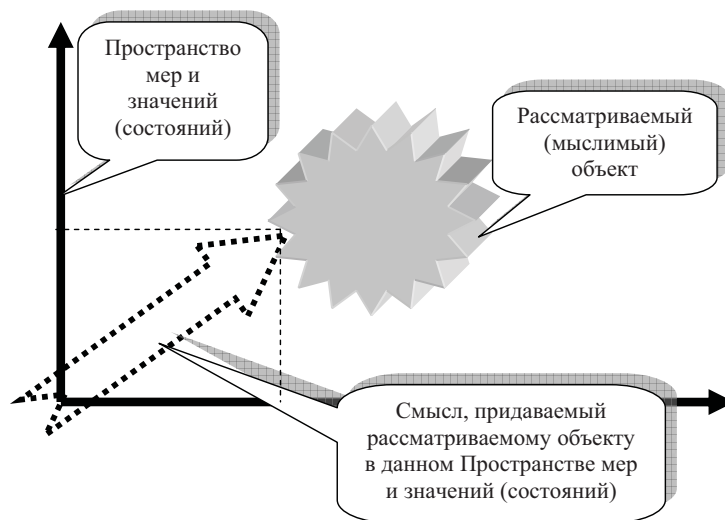 Пространство
мер и
значений
(состояний)
Рассматриваемый
(мыслимый)
объект
Смысл, придаваемый
рассматриваемому объекту
в данном Пространстве мер
и значений (состояний)